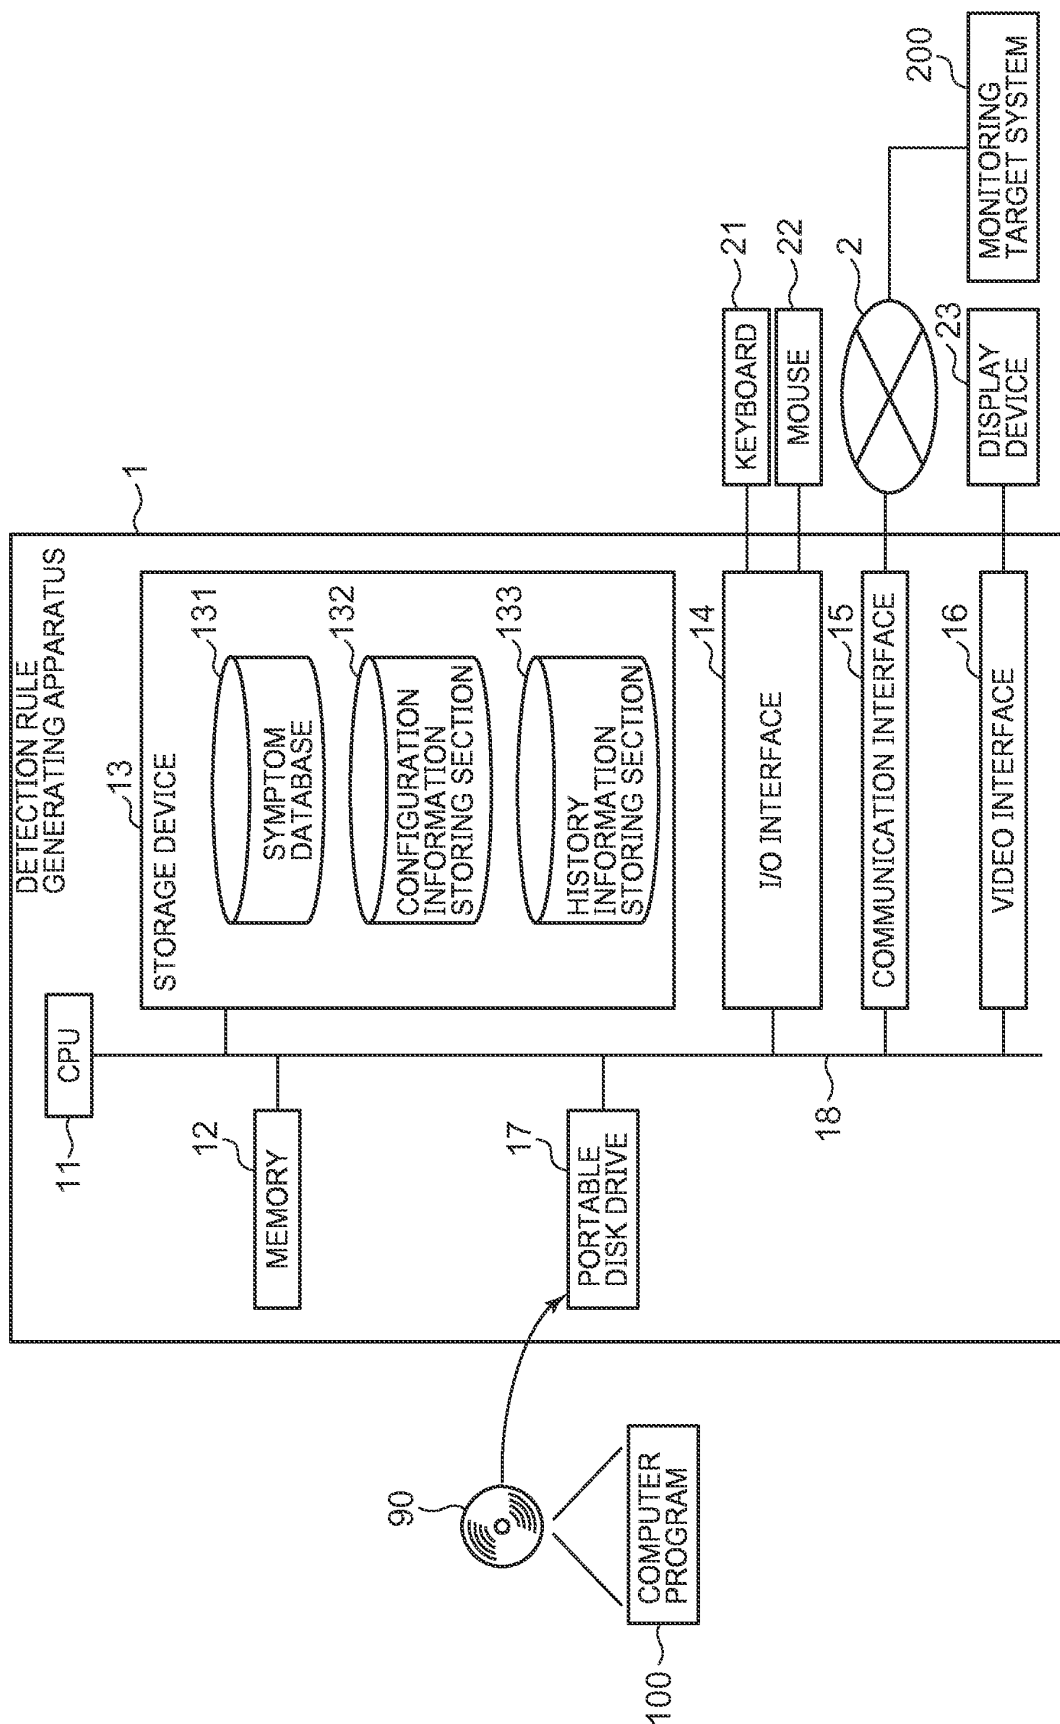 DETECTION RULE
GENERATING APPARATUS
1
11
CPU
13
STORAGE DEVICE
131
SYMPTOM
DATABASE
132
CONFIGURATION
INFORMATION
STORING SECTION
133
HISTORY
INFORMATION
STORING SECTION
12
MEMORY
17
PORTABLE
DISK DRIVE
18
90
COMPUTER
PROGRAM
100
14
I/O INTERFACE
21
KEYBOARD
22
MOUSE
15
COMMUNICATION INTERFACE
2
200
MONITORING
TARGET SYSTEM
16
VIDEO INTERFACE
23
DISPLAY
DEVICE